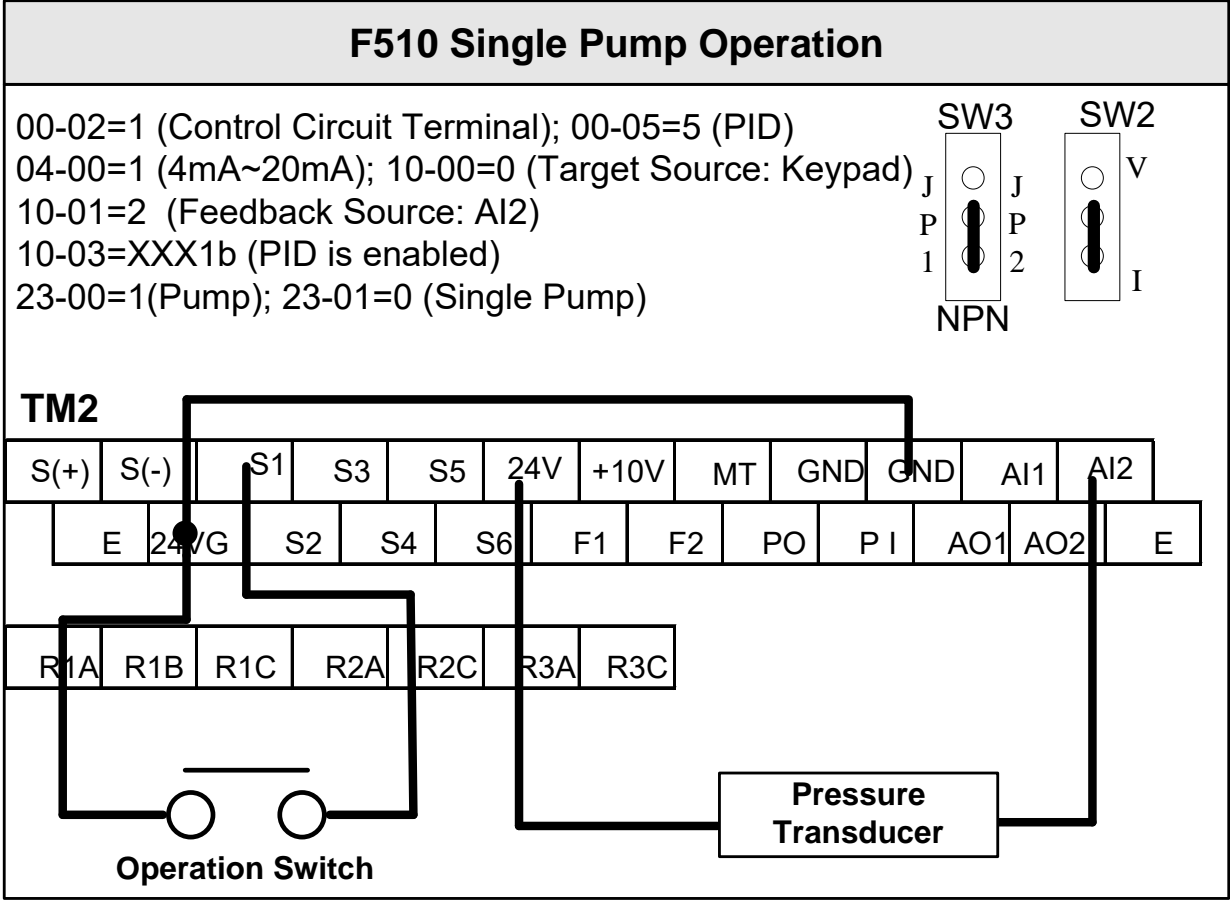 F510 Single Pump Operation
00-02=1 (Control Circuit Terminal); 00-05=5 (PID)
04-00=1 (4mA~20mA); 10-00=0 (Target Source: Keypad)
10-01=2 (Feedback Source: AI2)
10-03=XXX1b (PID is enabled)
23-00=1(Pump); 23-01=0 (Single Pump)
SW3 SW2
J J V
P P
1 2 I
NPN
TM2
S(+) S(-) S1 S3 S5 24V +10V MT GND GND AI1 AI2
E 24VG S2 S4 S6 F1 F2 PO P I AO1 AO2 E
R1A R1B R1C R2A R2C R3A R3C
Pressure
Transducer
Operation Switch